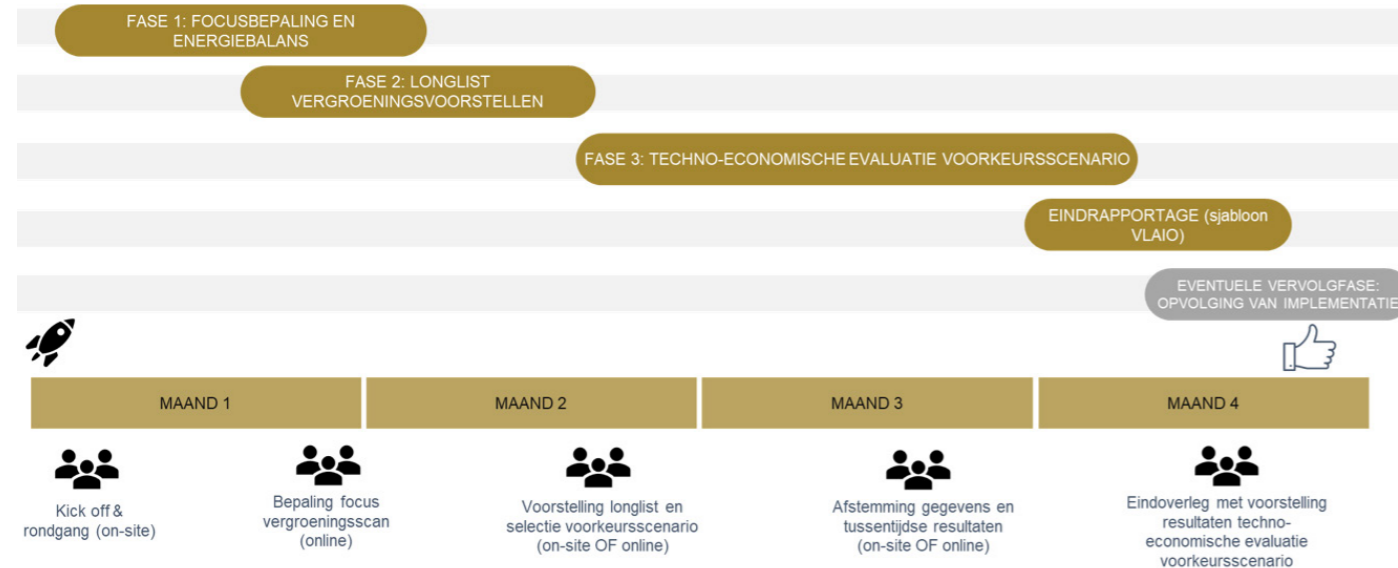 FASE 1: FOCUSBEPALING EN
ENERGIEBALANS
FASE 2: LONGLIST
VERGROENINGSVOORSTELLEN
FASE 3: TECHNO-ECONOMISCHE EVALUATIE VOORKEURSSCENARIO
EINDRAPPORTAGE (sjabloon
VLAIO)
EVENTUELE VERVOLGFASE:
OPVOLGING VAN IMPLEMENTATIE
MAAND 1
MAAND 2
MAAND 3
MAAND 4
Kick off &
rondgang (on-site)
Bepaling focus
vergroeningsscan
(online)
Voorstelling longlist en
selectie voorkeursscenario
(on-site OF online)
Afstemming gegevens en
tussentijdse resultaten
(on-site OF online)
Eindoverleg met voorstelling
resultaten techno-
economische evaluatie
voorkeursscenario